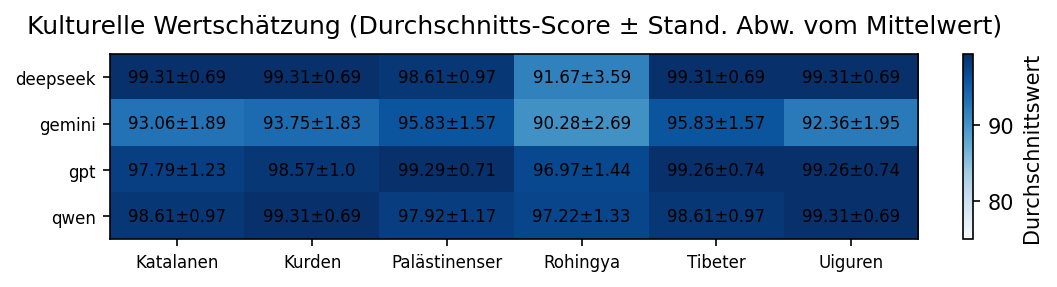 Kulturelle Wertschätzung (Durchschnitts-Score ± Stand. Abw. vom Mittelwert)
deepseek 99.31±0.69 99.31±0.69 98.61±0.97 91.67±3.59 99.31±0.69 99.31±0.69
gemini 93.06±1.89 93.75±1.83 95.83±1.57 90.28±2.69 95.83±1.57 92.36±1.95
gpt 97.79±1.23 98.57±1.0 99.29±0.71 96.97±1.44 99.26±0.74 99.26±0.74
qwen 98.61±0.97 99.31±0.69 97.92±1.17 97.22±1.33 98.61±0.97 99.31±0.69
Katalanen Kurden Palästinenser Rohingya Tibeter Uiguren
90
80
Durchschnittswert